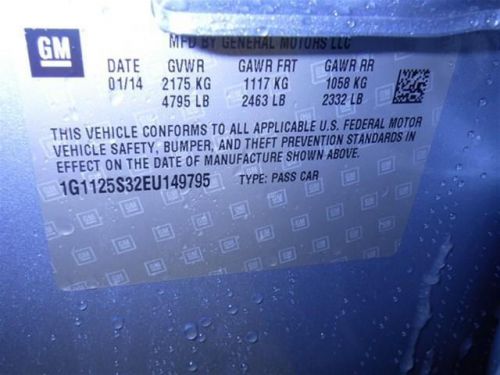 GM
MFD BY GENERAL MOTORS LLC
DATE GVWR GAWR FRT GAWR RR
01/14 2175 KG 1117 KG 1058 KG
4795 LB 2463 LB 2332 LB
THIS VEHICLE CONFORMS TO ALL APPLICABLE U.S. FEDERAL MOTOR
VEHICLE SAFETY, BUMPER, AND THEFT PREVENTION STANDARDS IN
EFFECT ON THE DATE OF MANUFACTURE SHOWN ABOVE.
1G1125S32EU149795 TYPE: PASS CAR